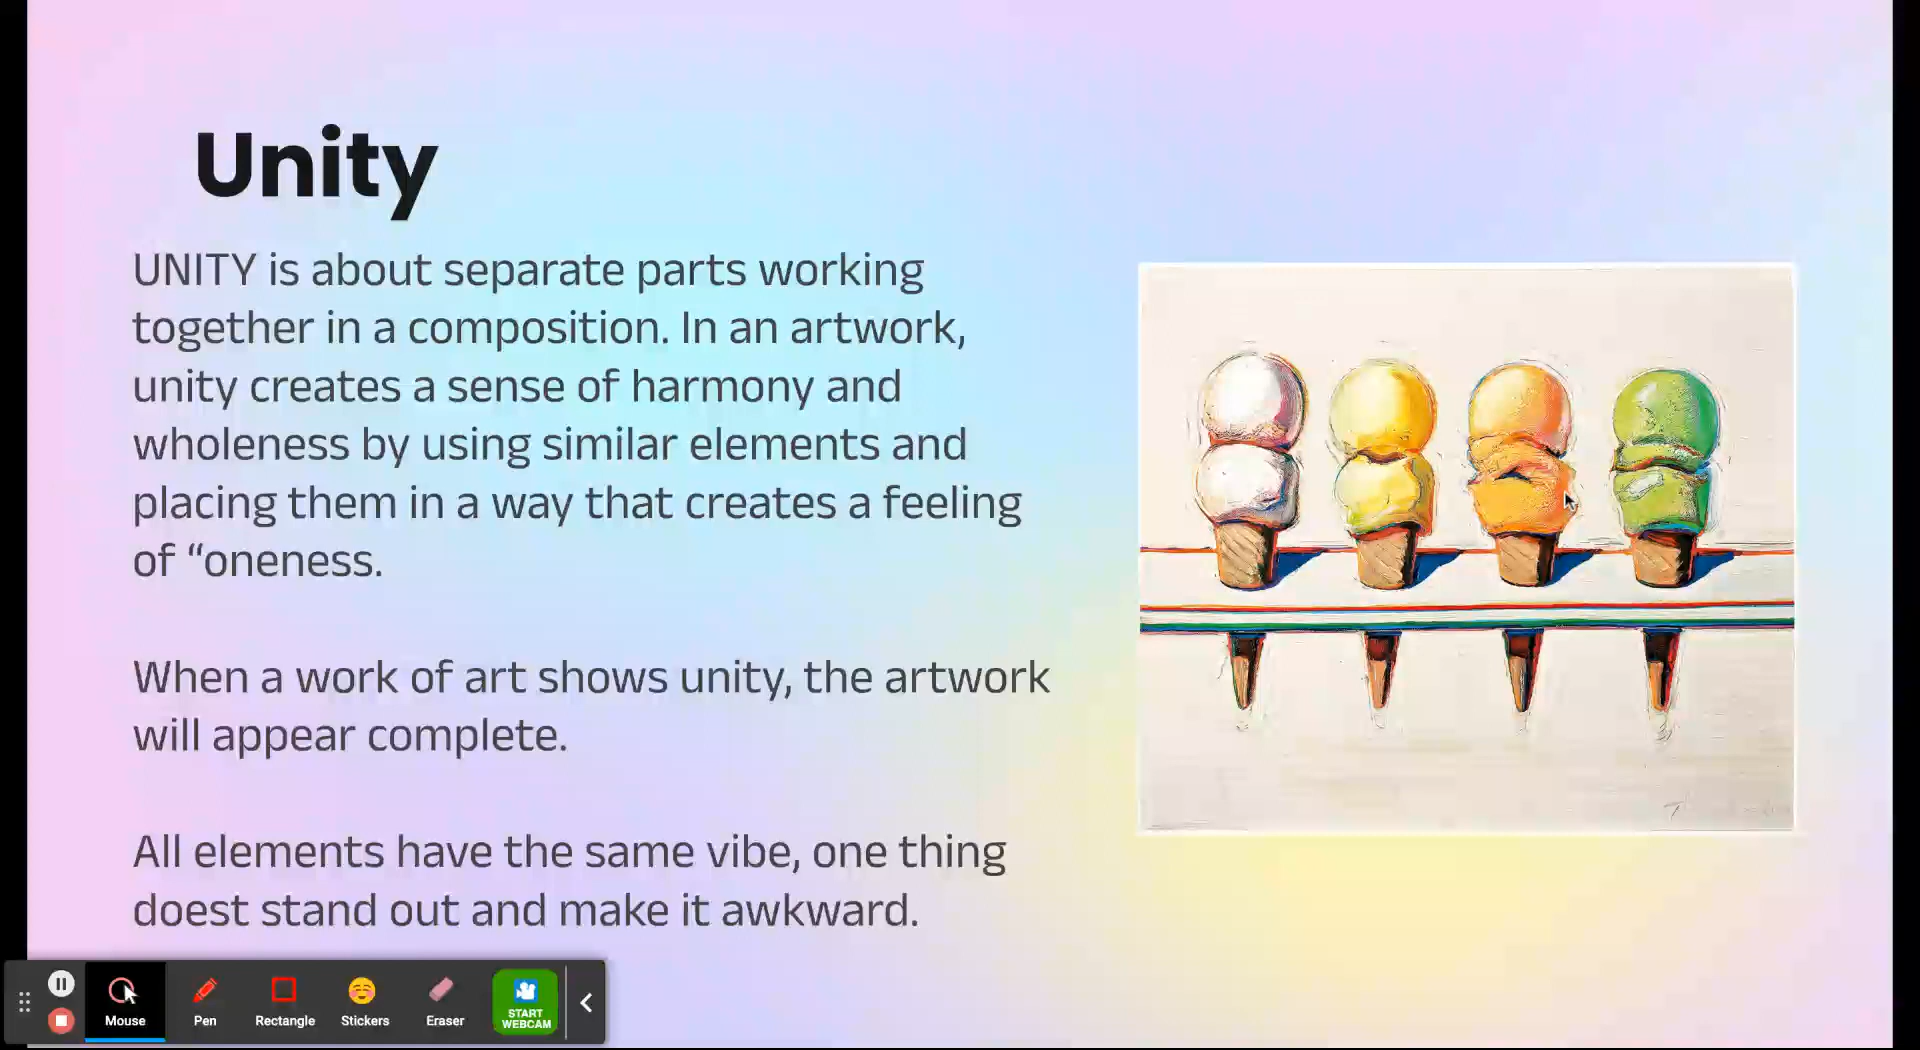 Unity
UNITY is about separate parts working
together in a composition. In an artwork,
unity creates a sense of harmony and
wholeness by using similar elements and
placing them in a way that creates a feeling
of “oneness.
When a work of art shows unity, the artwork
will appear complete.
All elements have the same vibe, one thing
doest stand out and make it awkward.
Mouse
Pen
Rectangle
Stickers
Eraser
START
WEBCAM